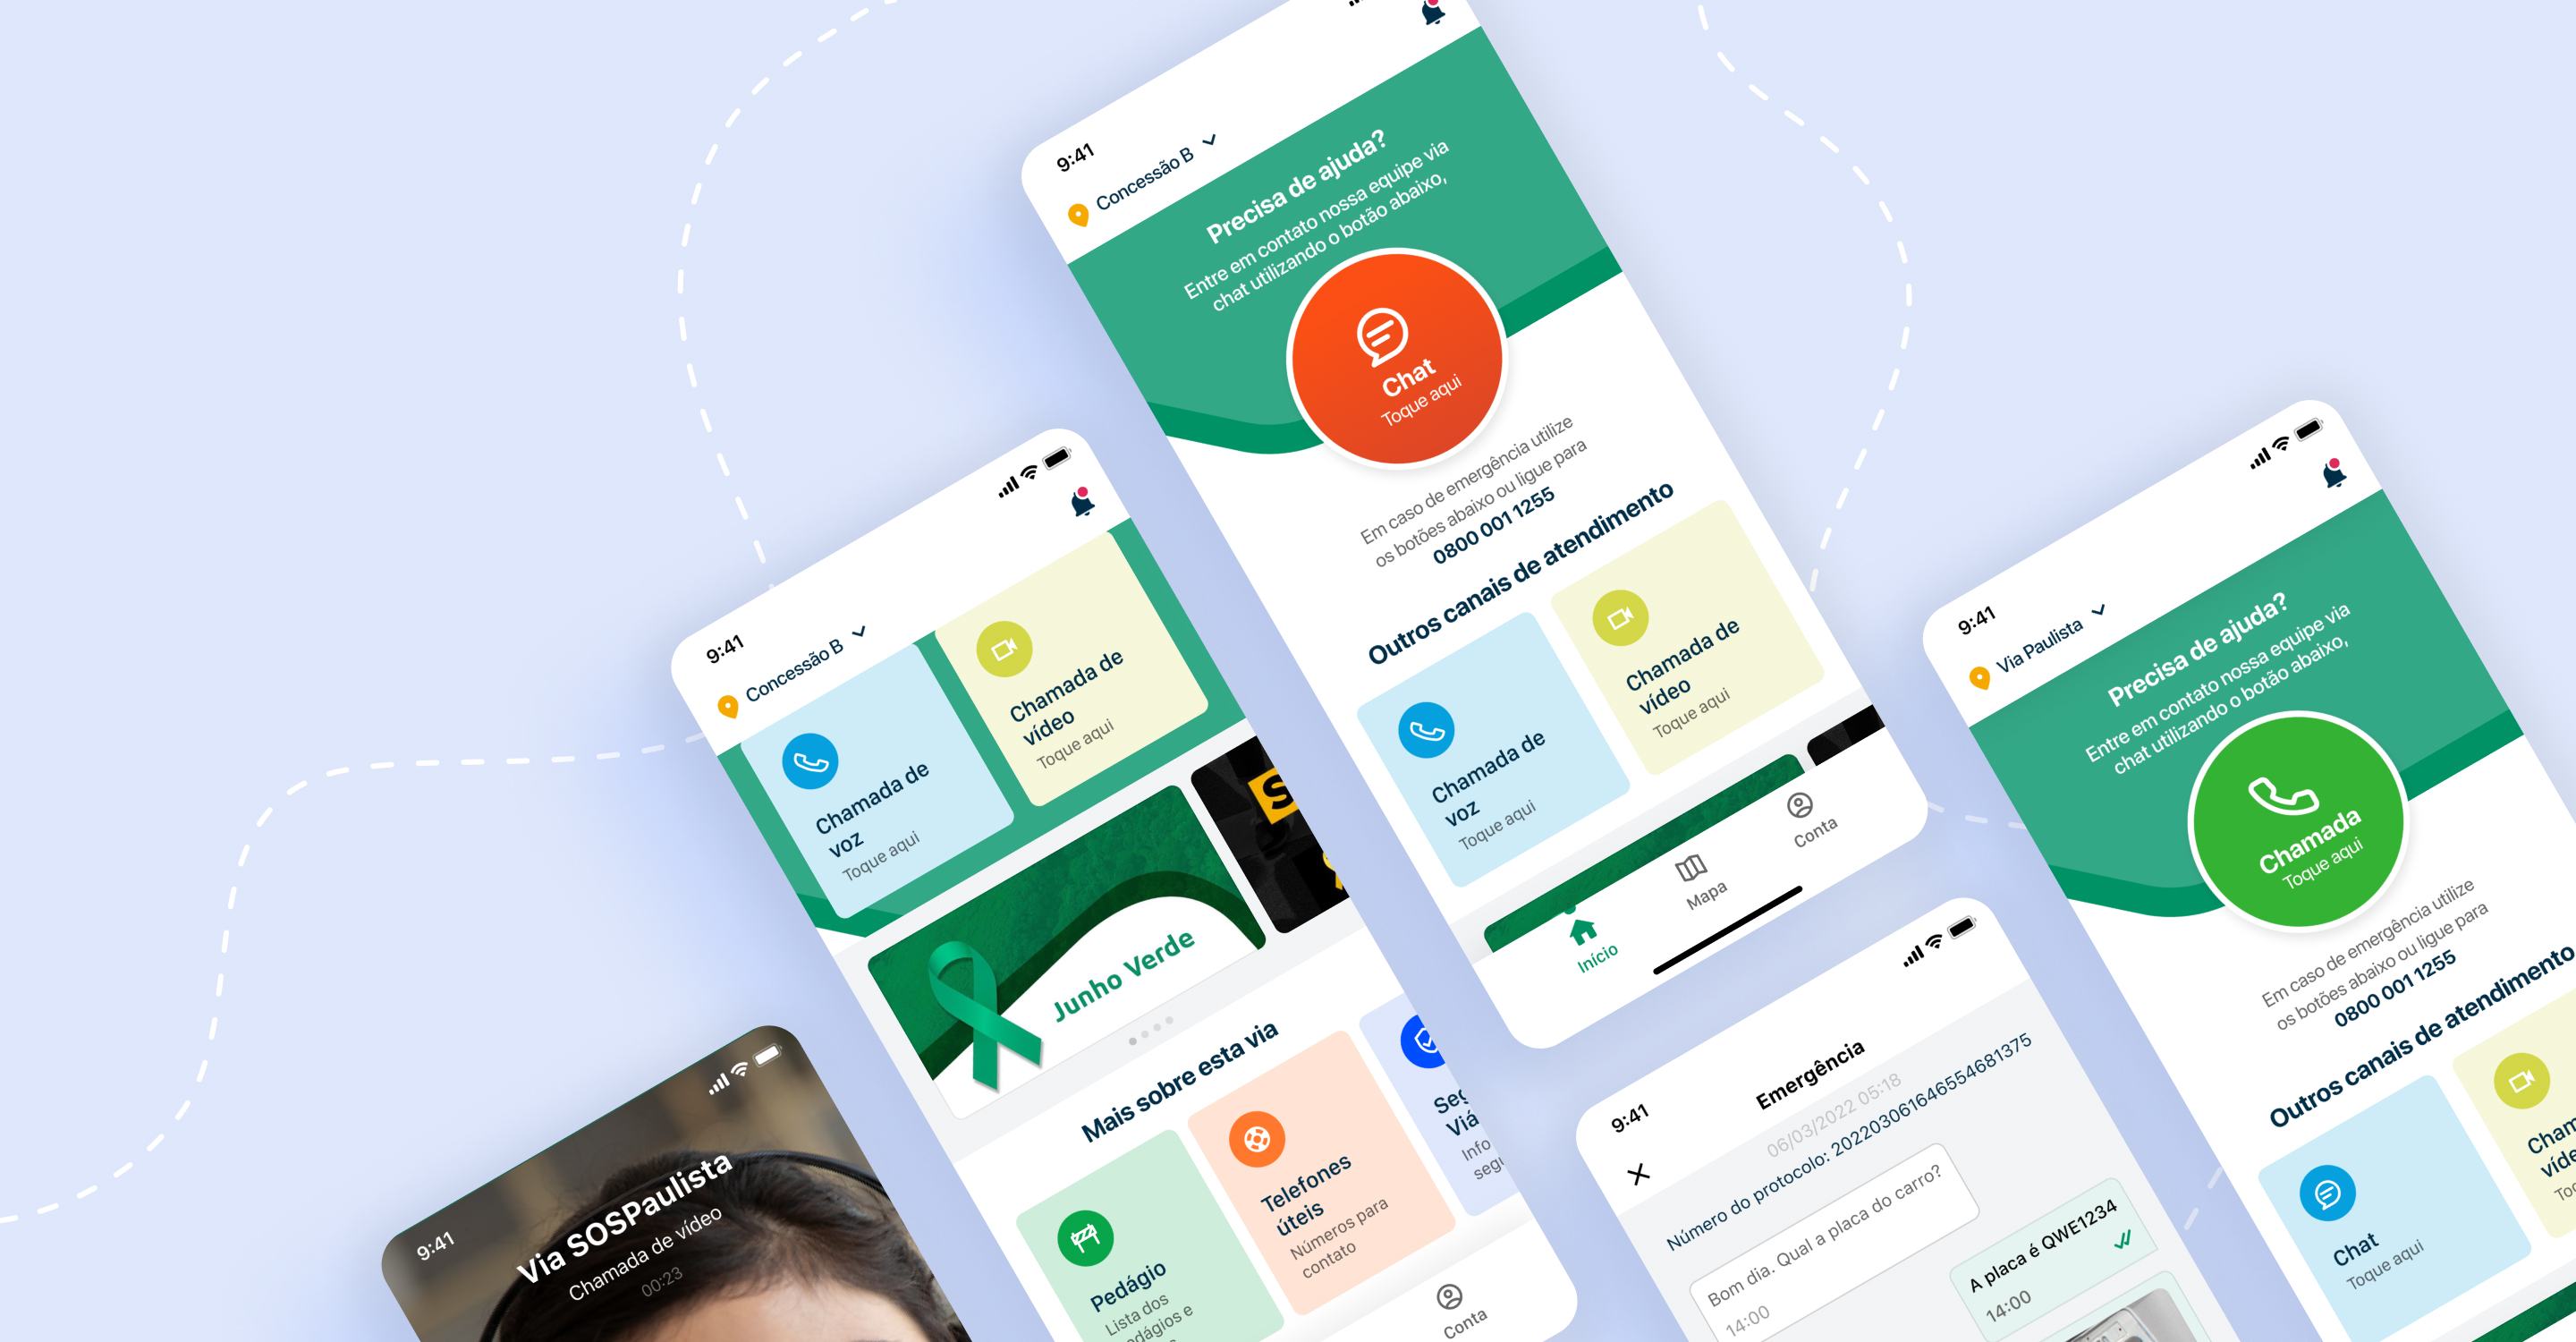 9:41
Concessão B
Precisa de ajuda?
Entre em contato nossa equipe via
chat utilizando o botão abaixo,
Chat
Toque aqui
Em caso de emergência utilize
os botões abaixo ou ligue para
0800 001 1255
Outros canais de atendimento
Chamada de
voz
Toque aqui
Chamada de
vídeo
Toque aqui
Início
Mapa
Conta
9:41
Concessão B
Chamada de
voz
Toque aqui
Chamada de
vídeo
Toque aqui
Junho Verde
Mais sobre esta via
Pedágio
Lista dos
e
Telefones
úteis
Números para
contato
Info
Conta
9:41
Via SOSPaulista
Chamada de vídeo
00:23
9:41
Emergência
06/03/2022 05:18
Número do protocolo: 20220306164655468​1375
Bom dia. Qual a placa do carro?
14:00
A placa é QWE1234
14:00
9:41
Via Paulista
Precisa de ajuda?
Entre em contato nossa equipe via
chat utilizando o botão abaixo,
Chamada
Toque aqui
Em caso de emergência utilize
os botões abaixo ou ligue para
0800 001 1255
Outros canais de atendimento
Chat
Toque aqui